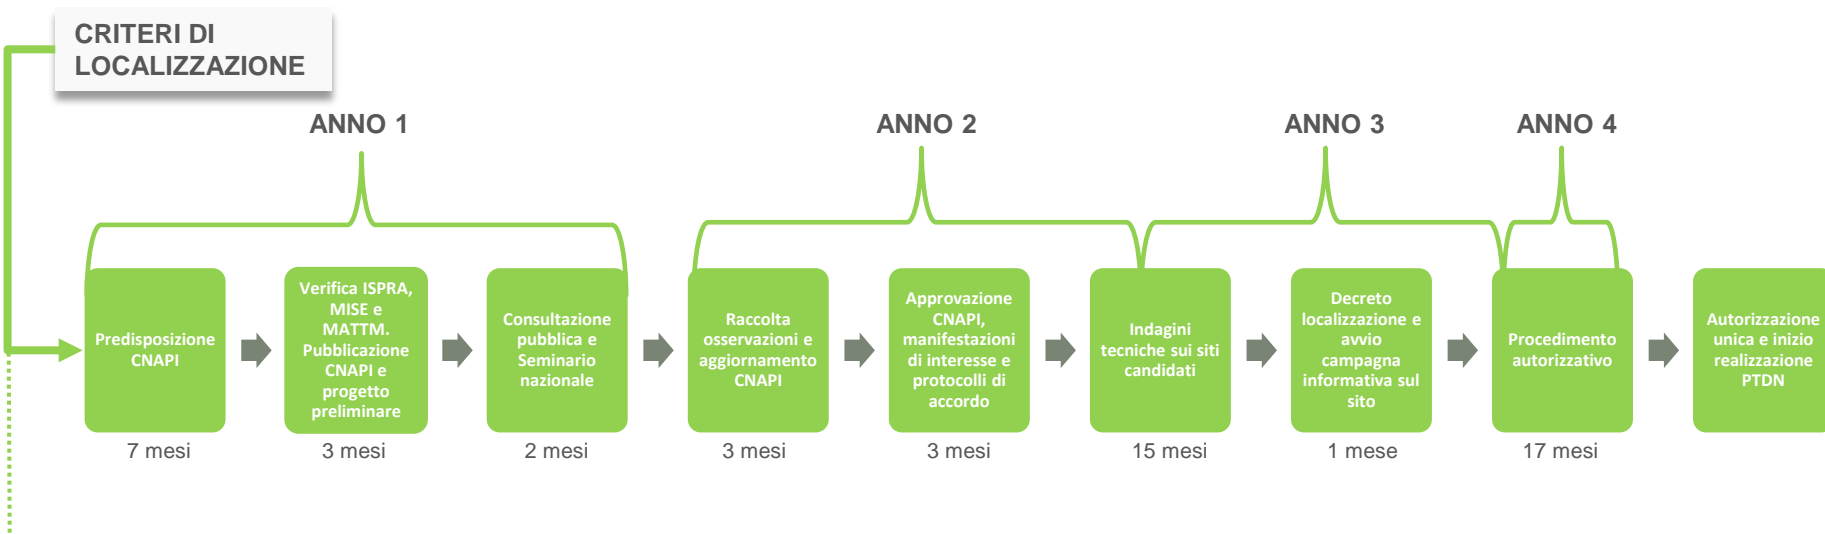 CRITERI DI
LOCALIZZAZIONE
ANNO 1
ANNO 2
ANNO 3
ANNO 4
Predisposizione
CNAPI
Verifica ISPRA,
MISE e
MATTM.
Pubblicazione
CNAPI e
progetto
preliminare
Consultazione
pubblica e
Seminario
nazionale
Raccolta
osservazioni e
aggiornamento
CNAPI
Approvazione
CNAPI,
manifestazioni
di interesse e
protocolli di
accordo
Indagini
tecniche sui siti
candidati
Decreto
localizzazione e
avvio
campagna
informativa sul
sito
Procedimento
autorizzativo
Autorizzazione
unica e inizio
realizzazione
PTDN
7 mesi
3 mesi
2 mesi
3 mesi
3 mesi
15 mesi
1 mese
17 mesi